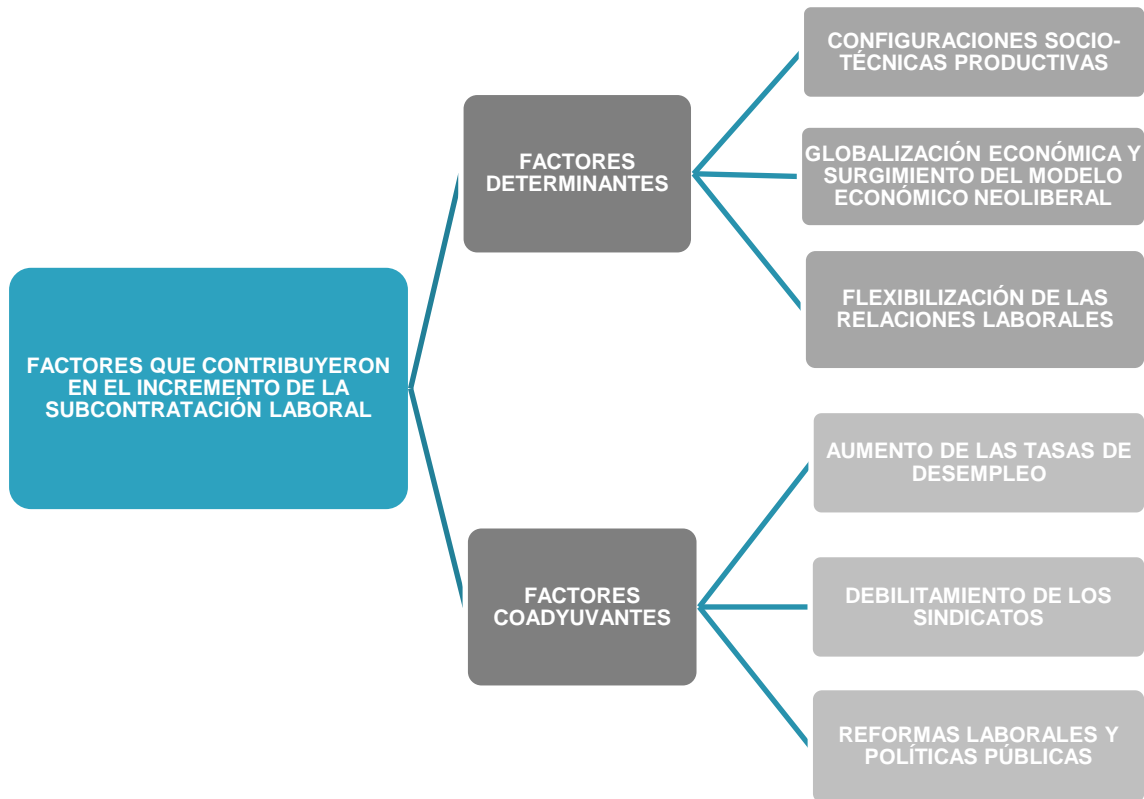 FACTORES QUE CONTRIBUYERON
EN EL INCREMENTO DE LA
SUBCONTRATACIÓN LABORAL
FACTORES
DETERMINANTES
CONFIGURACIONES SOCIO-
TÉCNICAS PRODUCTIVAS
GLOBALIZACIÓN ECONÓMICA Y
SURGIMIENTO DEL MODELO
ECONÓMICO NEOLIBERAL
FLEXIBILIZACIÓN DE LAS
RELACIONES LABORALES
FACTORES
COADYUVANTES
AUMENTO DE LAS TASAS DE
DESEMPLEO
DEBILITAMIENTO DE LOS
SINDICATOS
REFORMAS LABORALES Y
POLÍTICAS PÚBLICAS